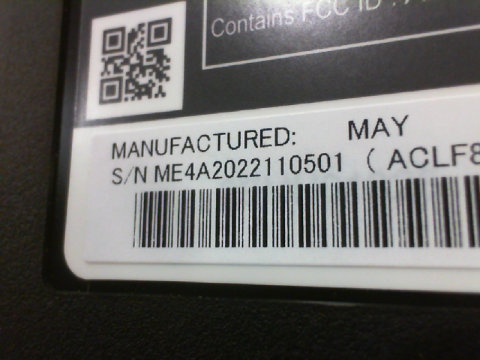 Contains FCC ID :
MANUFACTURED: MAY
S/N ME4A2022110501 ( ACLF8